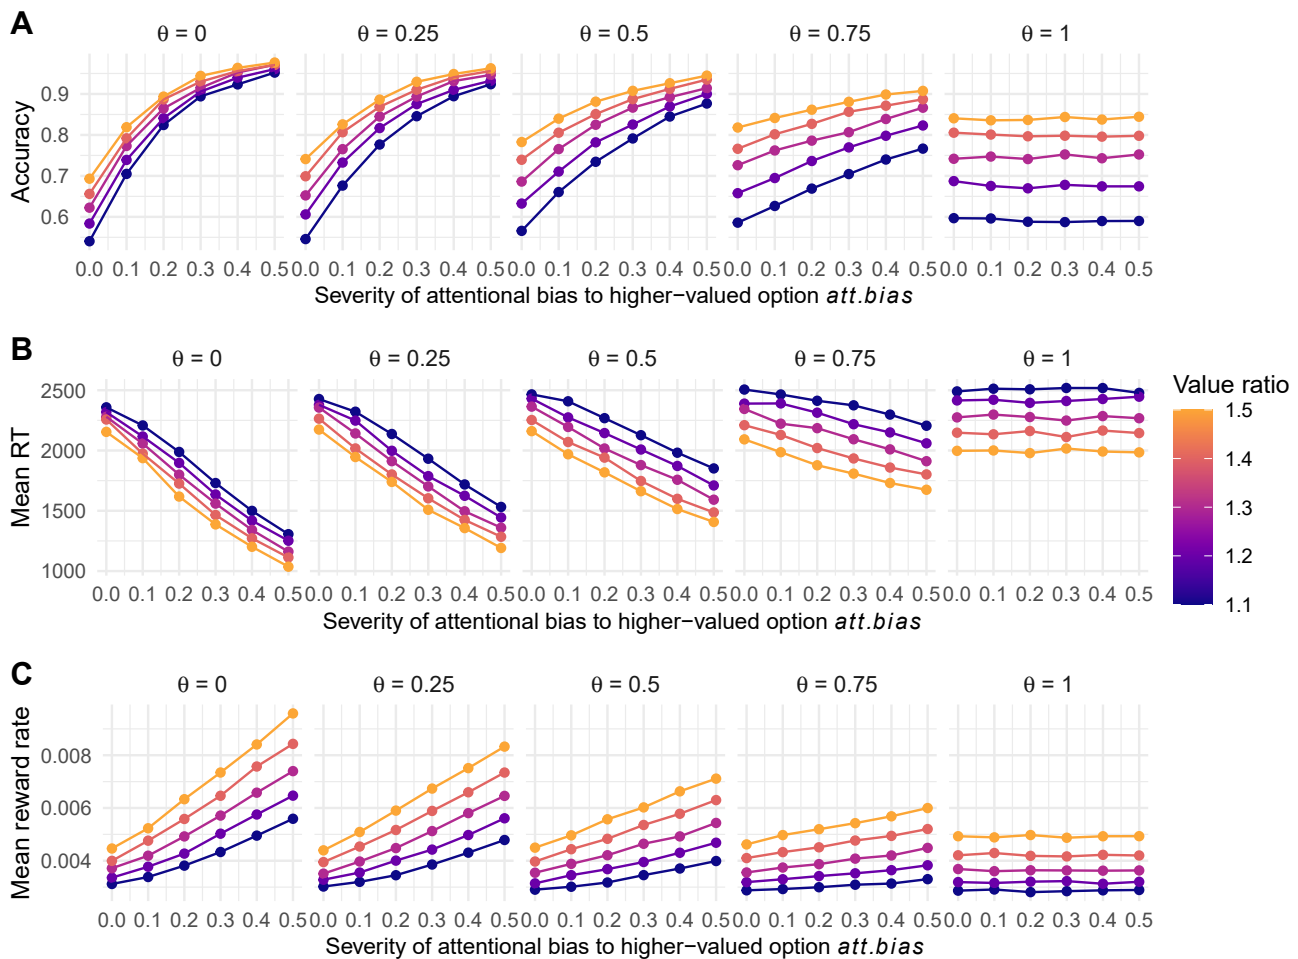 A
θ = 0 θ = 0.25 θ = 0.5 θ = 0.75 θ = 1
Accuracy
0.9
0.8
0.7
0.6
0.0 0.1 0.2 0.3 0.4 0.5 0.0 0.1 0.2 0.3 0.4 0.5 0.0 0.1 0.2 0.3 0.4 0.5 0.0 0.1 0.2 0.3 0.4 0.5 0.0 0.1 0.2 0.3 0.4 0.5
Severity of attentional bias to higher−valued option att.bias
B
θ = 0 θ = 0.25 θ = 0.5 θ = 0.75 θ = 1
Mean RT
2500
2000
1500
1000
0.0 0.1 0.2 0.3 0.4 0.5 0.0 0.1 0.2 0.3 0.4 0.5 0.0 0.1 0.2 0.3 0.4 0.5 0.0 0.1 0.2 0.3 0.4 0.5 0.0 0.1 0.2 0.3 0.4 0.5
Severity of attentional bias to higher−valued option att.bias
Value ratio
1.5
1.4
1.3
1.2
1.1
C
θ = 0 θ = 0.25 θ = 0.5 θ = 0.75 θ = 1
Mean reward rate
0.008
0.006
0.004
0.0 0.1 0.2 0.3 0.4 0.5 0.0 0.1 0.2 0.3 0.4 0.5 0.0 0.1 0.2 0.3 0.4 0.5 0.0 0.1 0.2 0.3 0.4 0.5 0.0 0.1 0.2 0.3 0.4 0.5
Severity of attentional bias to higher−valued option att.bias